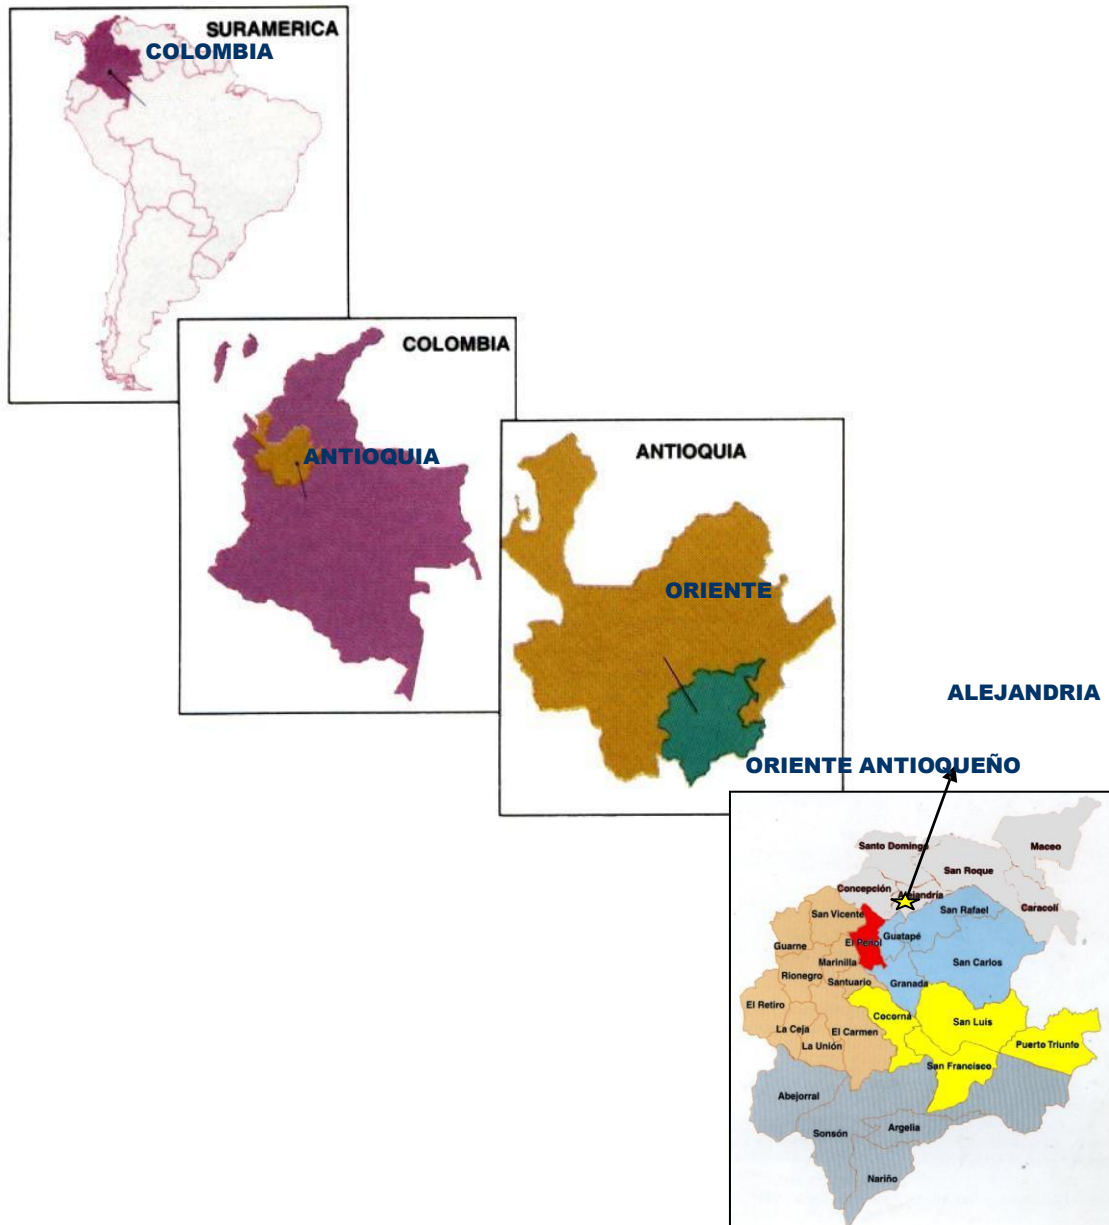 SURAMERICA
COLOMBIA
COLOMBIA
ANTIOQUIA
ANTIOQUIA
ORIENTE
ALEJANDRIA
ORIENTE ANTIOQUEÑO
Maceo
Santo Domingo
San Roque
Concepción
Alejandría
Caracolí
San Vicente
San Rafael
Guatapé
El Peñol
Guarne
Marinilla
San Carlos
Rionegro
Santuario
Granada
El Retiro
Cocorná
San Luis
La Ceja
El Carmen
La Unión
Puerto Triunfo
San Francisco
Abejorral
Argelia
Sonsón
Nariño